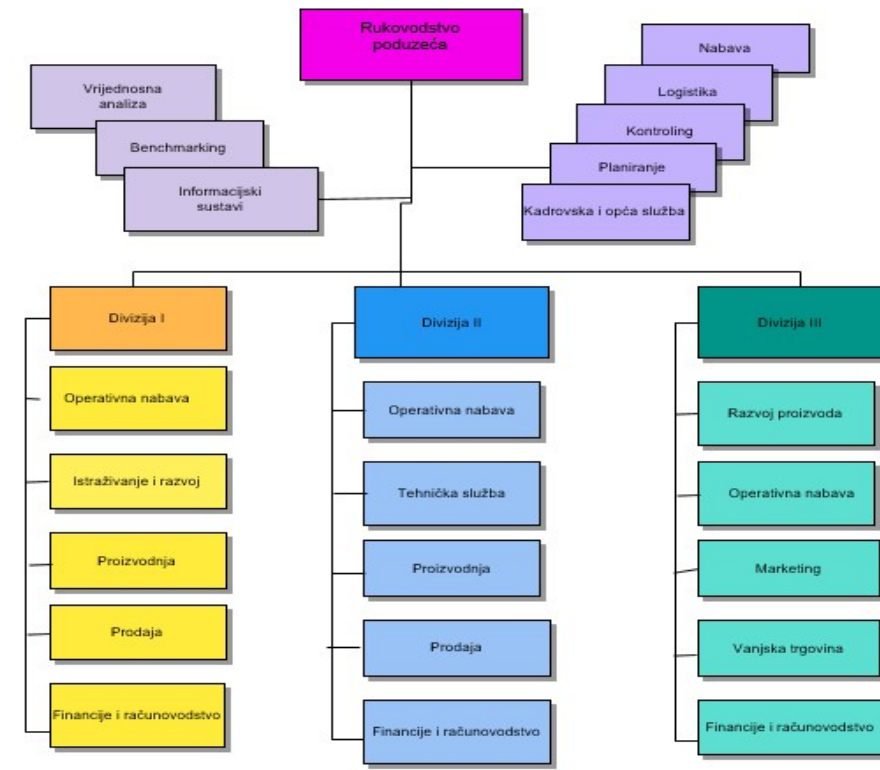 Rukovodstvo
poduzeća
Vrijednosna
analiza
Benchmarking
Informacijski
sustavi
Nabava
Logistika
Kontroling
Planiranje
Kadrovska i opća služba
Divizija I
Operativna nabava
Istraživanje i razvoj
Proizvodnja
Prodaja
Financije i računovodstvo
Divizija II
Operativna nabava
Tehnička služba
Proizvodnja
Prodaja
Financije i računovodstvo
Divizija III
Razvoj proizvoda
Operativna nabava
Marketing
Vanjska trgovina
Financije i računovodstvo